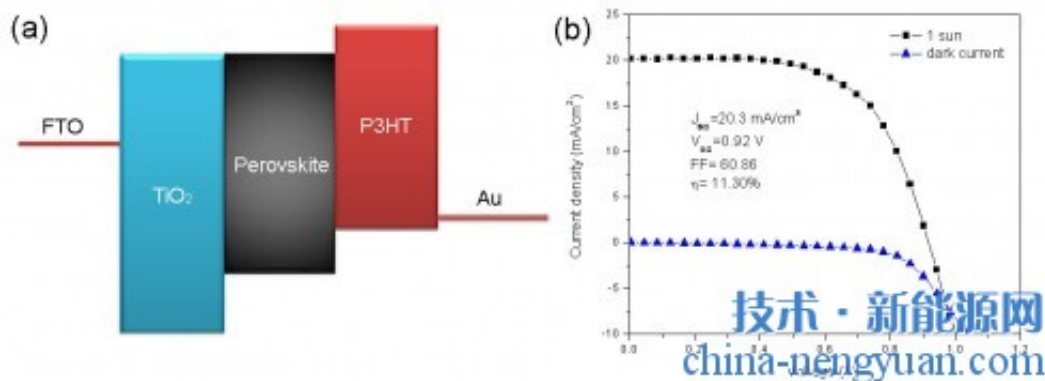 (a)
FTO
TiO₂
Perovskite
P3HT
Au
(b)
1 sun
dark current
Current density (mA/cm²)
25
20
15
10
5
0
-5
-10
J =20.3 mA/cm²
V =0.92 V
FF= 60.86
η= 11.30%
0.0
0.2
0.4
0.6
0.8
1.0
1.2
技术·新能源网
china-nengyuan.com